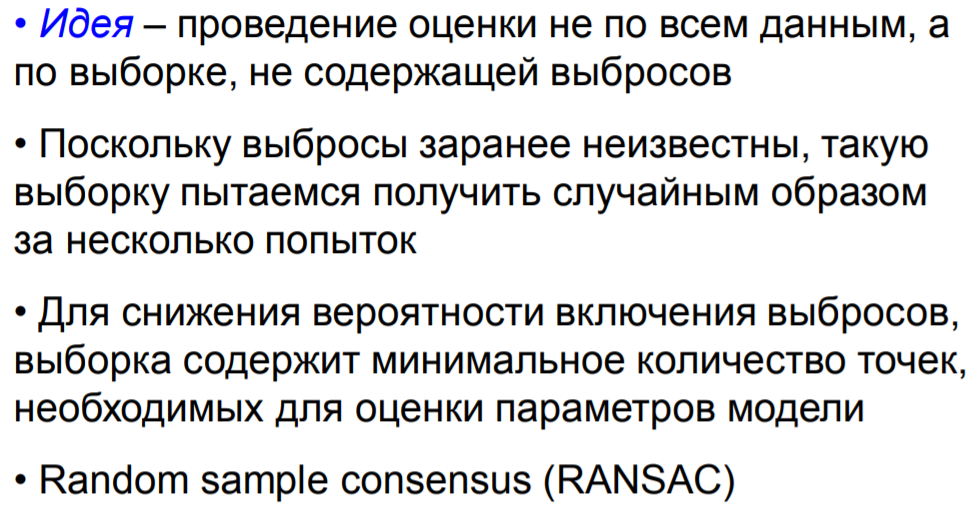 • Идея – проведение оценки не по всем данным, а
по выборке, не содержащей выбросов
• Поскольку выбросы заранее неизвестны, такую
выборку пытаемся получить случайным образом
за несколько попыток
• Для снижения вероятности включения выбросов,
выборка содержит минимальное количество точек,
необходимых для оценки параметров модели
• Random sample consensus (RANSAC)